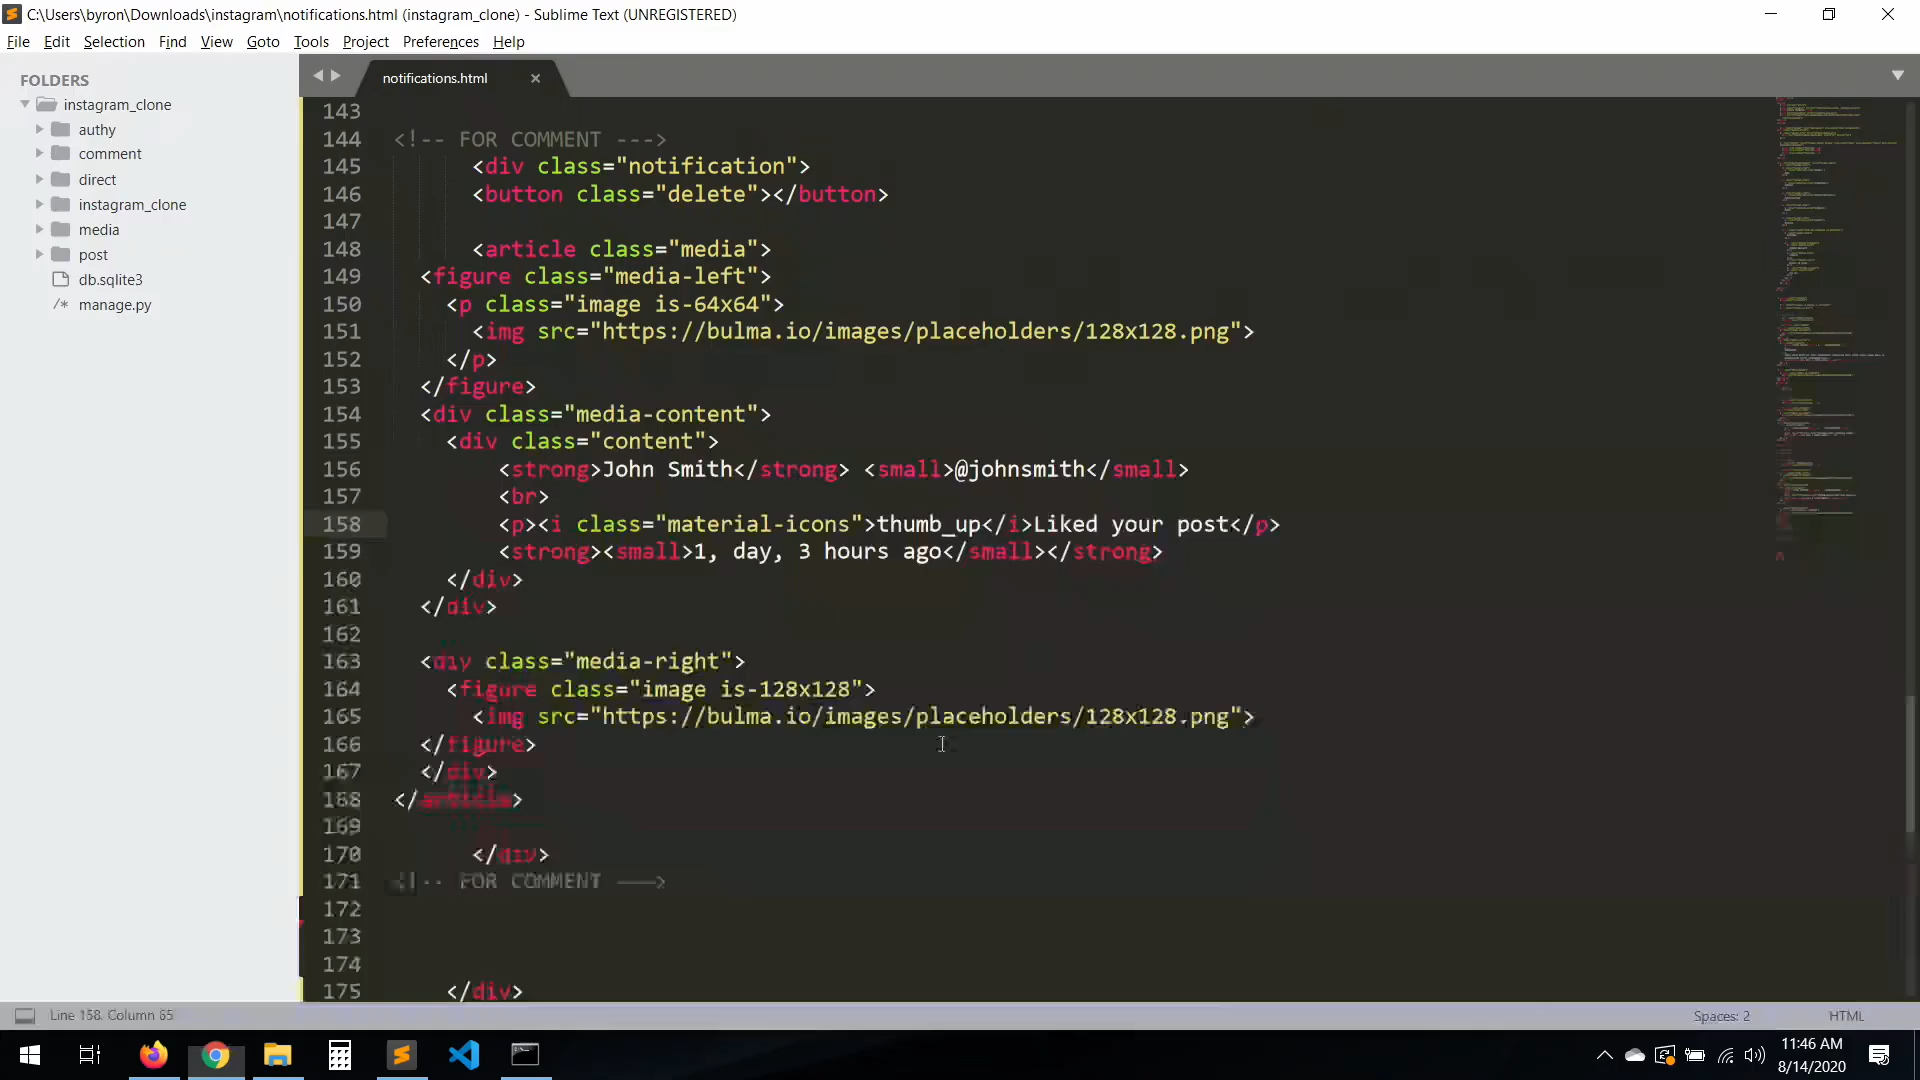 C:\Users\byron\Downloads\instagram\notifications.html (instagram_clone) - Sublime Text (UNREGISTERED)
File Edit Selection Find View Goto Tools Project Preferences Help
FOLDERS
instagram_clone
authy
comment
direct
instagram_clone
media
post
db.sqlite3
/* manage.py
notifications.html
143
144 <!-- FOR COMMENT --->
145 <div class="notification">
146 <button class="delete"></button>
147
148 <article class="media">
149 <figure class="media-left">
150 <p class="image is-64x64">
151 <img src="https://bulma.io/images/placeholders/128x128.png">
152 </p>
153 </figure>
154 <div class="media-content">
155 <div class="content">
156 <strong>John Smith</strong> <small>@johnsmith</small>
157 <br>
158 <p><i class="material-icons">thumb_up</i>Liked your post</p>
159 <strong><small>1, day, 3 hours ago</small></strong>
160 </div>
161 </div>
162
163 <div class="media-right">
164 <figure class="image is-128x128">
165 <img src="https://bulma.io/images/placeholders/128x128.png">
166 </figure>
167 </div>
168 </article>
169
170 </div>
171 <!-- FOR COMMENT --->
172
173
174
175 </div>
Line 158, Column 65
Spaces: 2
HTML
11:46 AM
8/14/2020